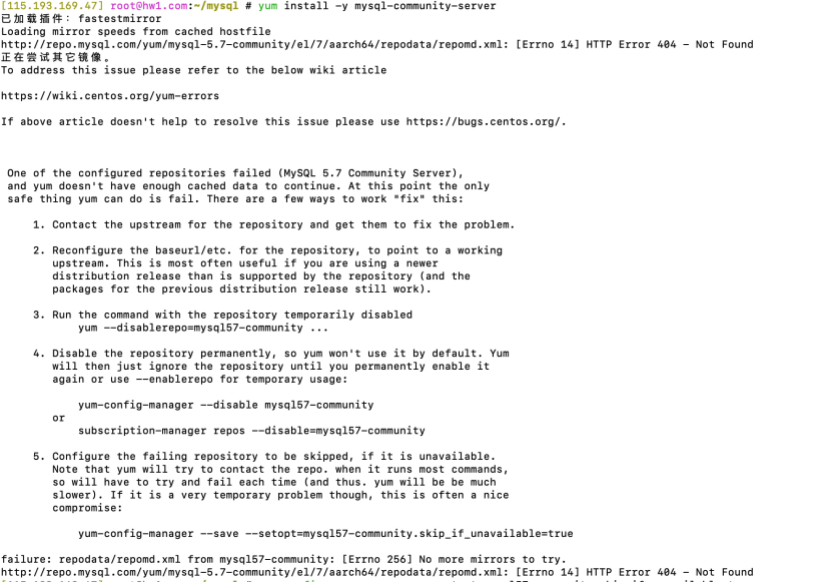 [115.193.169.47] root@hw1.com:~/mysql # yum install -y mysql-community-server
已加载插件：fastestmirror
Loading mirror speeds from cached hostfile
http://repo.mysql.com/yum/mysql-5.7-community/el/7/aarch64/repodata/repomd.xml: [Errno 14] HTTP Error 404 - Not Found
正在尝试其它镜像。
To address this issue please refer to the below wiki article
https://wiki.centos.org/yum-errors
If above article doesn't help to resolve this issue please use https://bugs.centos.org/.
One of the configured repositories failed (MySQL 5.7 Community Server),
and yum doesn't have enough cached data to continue. At this point the only
safe thing yum can do is fail. There are a few ways to work "fix" this:
1. Contact the upstream for the repository and get them to fix the problem.
2. Reconfigure the baseurl/etc. for the repository, to point to a working
upstream. This is most often useful if you are using a newer
distribution release than is supported by the repository (and the
packages for the previous distribution release still work).
3. Run the command with the repository temporarily disabled
yum --disablerepo=mysql57-community ...
4. Disable the repository permanently, so yum won't use it by default. Yum
will then just ignore the repository until you permanently enable it
again or use --enablerepo for temporary usage:
yum-config-manager --disable mysql57-community
or
subscription-manager repos --disable=mysql57-community
5. Configure the failing repository to be skipped, if it is unavailable.
Note that yum will try to contact the repo. when it runs most commands,
so will have to try and fail each time (and thus. yum will be be much
slower). If it is a very temporary problem though, this is often a nice
compromise:
yum-config-manager --save --setopt=mysql57-community.skip_if_unavailable=true
failure: repodata/repomd.xml from mysql57-community: [Errno 256] No more mirrors to try.
http://repo.mysql.com/yum/mysql-5.7-community/el/7/aarch64/repodata/repomd.xml: [Errno 14] HTTP Error 404 - Not Found